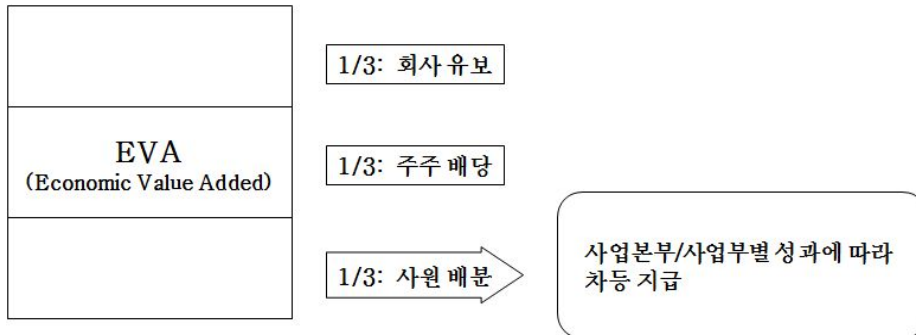 1/3: 회사 유보
EVA
(Economic Value Added)
1/3: 주주 배당
1/3: 사원 배분
사업본부/사업부별 성과에 따라
차등 지급